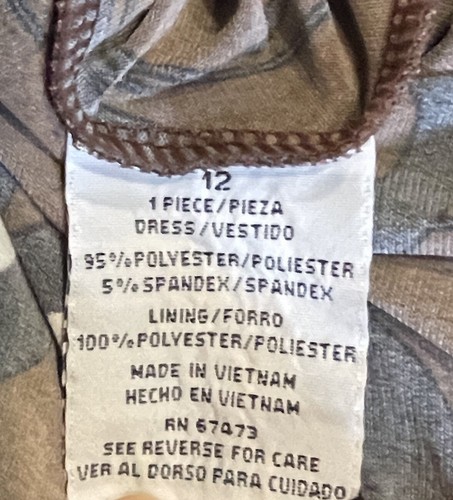 12
1 PIECE/PIEZA
DRESS/VESTIDO
95%POLYESTER/POLIESTER
5%SPANDEX/SPANDEX
LINING/FORRO
100%POLYESTER/POLIESTER
MADE IN VIETNAM
HECHO EN VIETNAM
RN 67473
SEE REVERSE FOR CARE
VER AL DORSO PARA CUIDADO